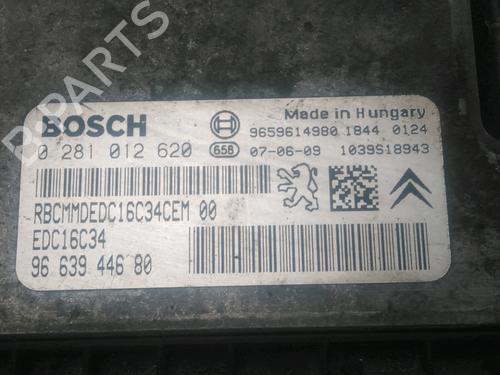 BOSCH
Made in Hungary
9659614980 1844 0124
0 281 012 620 658 07-06-09 1039S18943
RBCMMDEDC16C34CEM 00
EDC16C34
96 639 446 80
B-PARTS